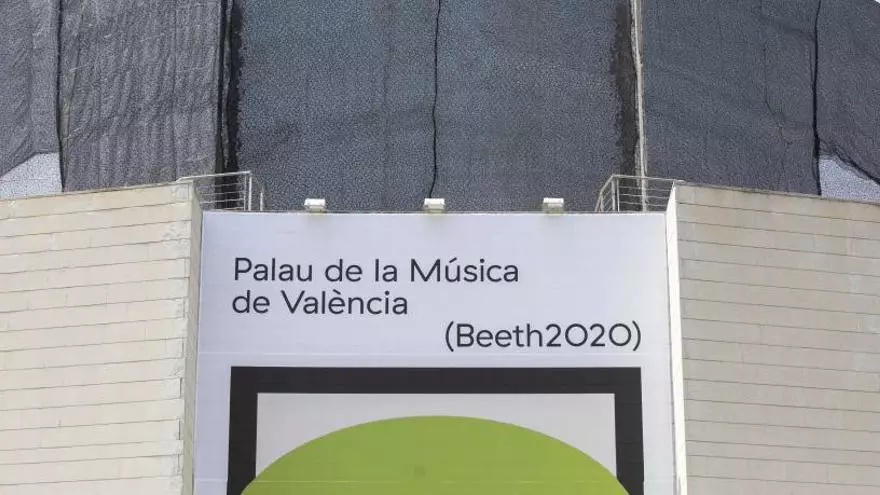 Palau de la Música
de València
(Beeth2020)